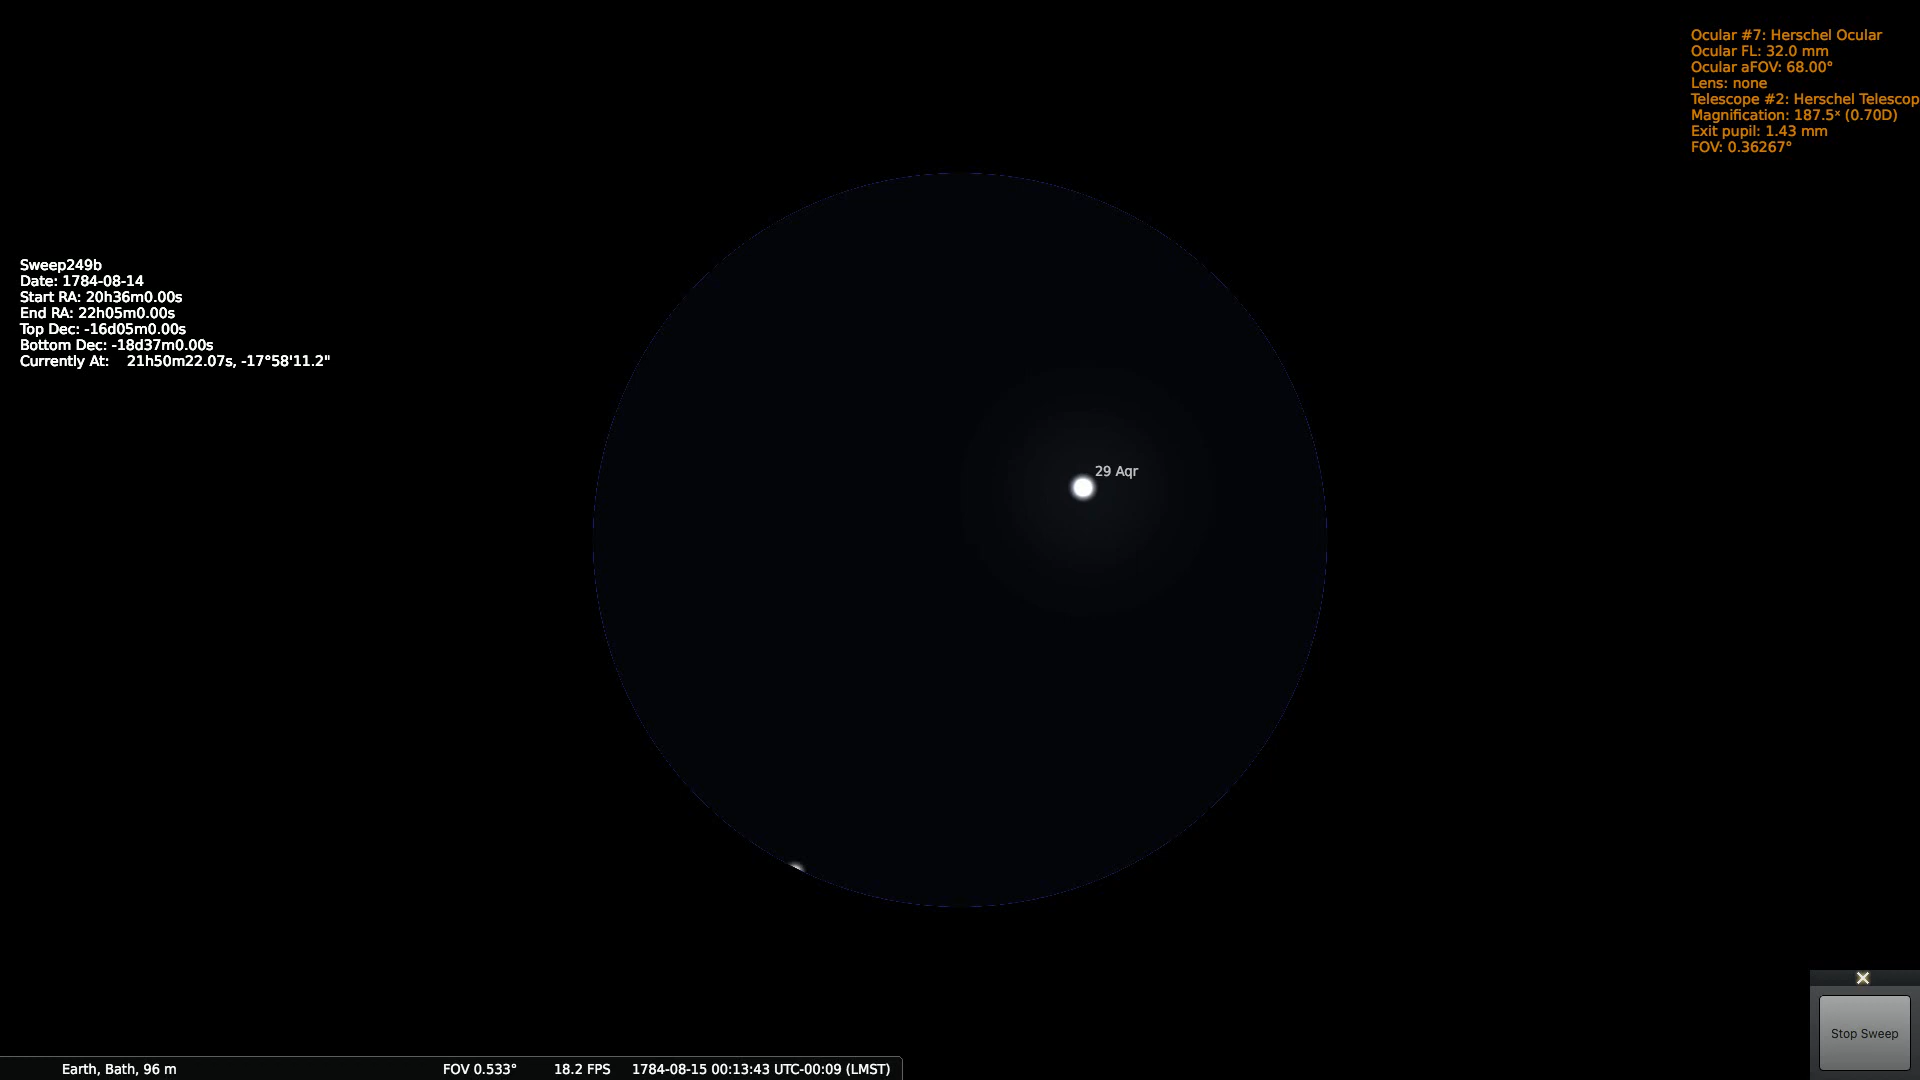 Ocular #7: Herschel Ocular
Ocular FL: 32.0 mm
Ocular aFOV: 68.00°
Lens: none
Telescope #2: Herschel Telescop
Magnification: 187.5ˣ (0.70D)
Exit pupil: 1.43 mm
FOV: 0.36267°
Sweep249b
Date: 1784-08-14
Start RA: 20h36m0.00s
End RA: 22h05m0.00s
Top Dec: -16d05m0.00s
Bottom Dec: -18d37m0.00s
Currently At: 21h50m22.07s, -17°58'11.2"
29 Aqr
Stop Sweep
Earth, Bath, 96 m FOV 0.533° 18.2 FPS 1784-08-15 00:13:43 UTC-00:09 (LMST)